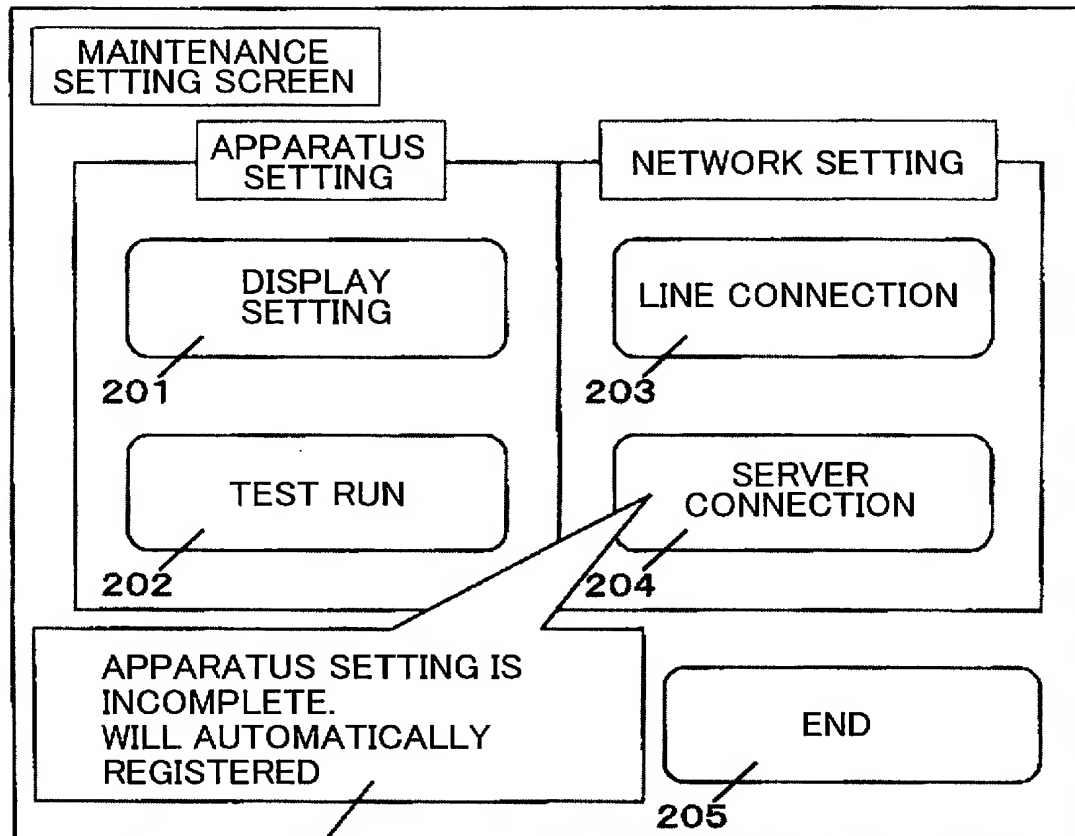 MAINTENANCE
SETTING SCREEN
APPARATUS
SETTING
NETWORK SETTING
DISPLAY
SETTING
201
LINE CONNECTION
203
TEST RUN
202
SERVER
CONNECTION
204
APPARATUS SETTING IS
INCOMPLETE.
WILL AUTOMATICALLY
REGISTERED
END
205